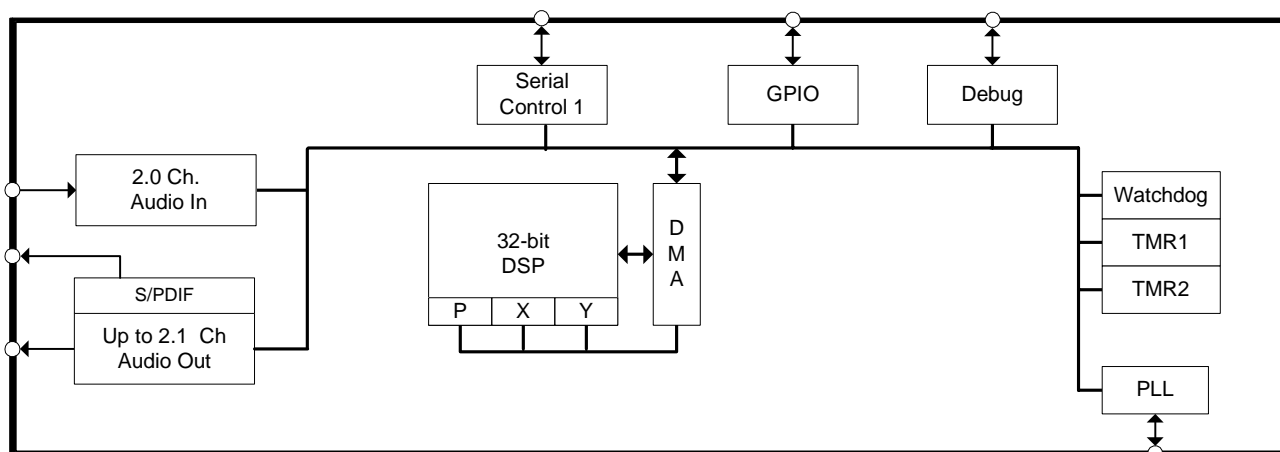 Serial
Control 1
GPIO
Debug
2.0 Ch.
Audio In
32-bit
DSP
P X Y
D
M
A
Watchdog
TMR1
TMR2
S/PDIF
Up to 2.1 Ch
Audio Out
PLL